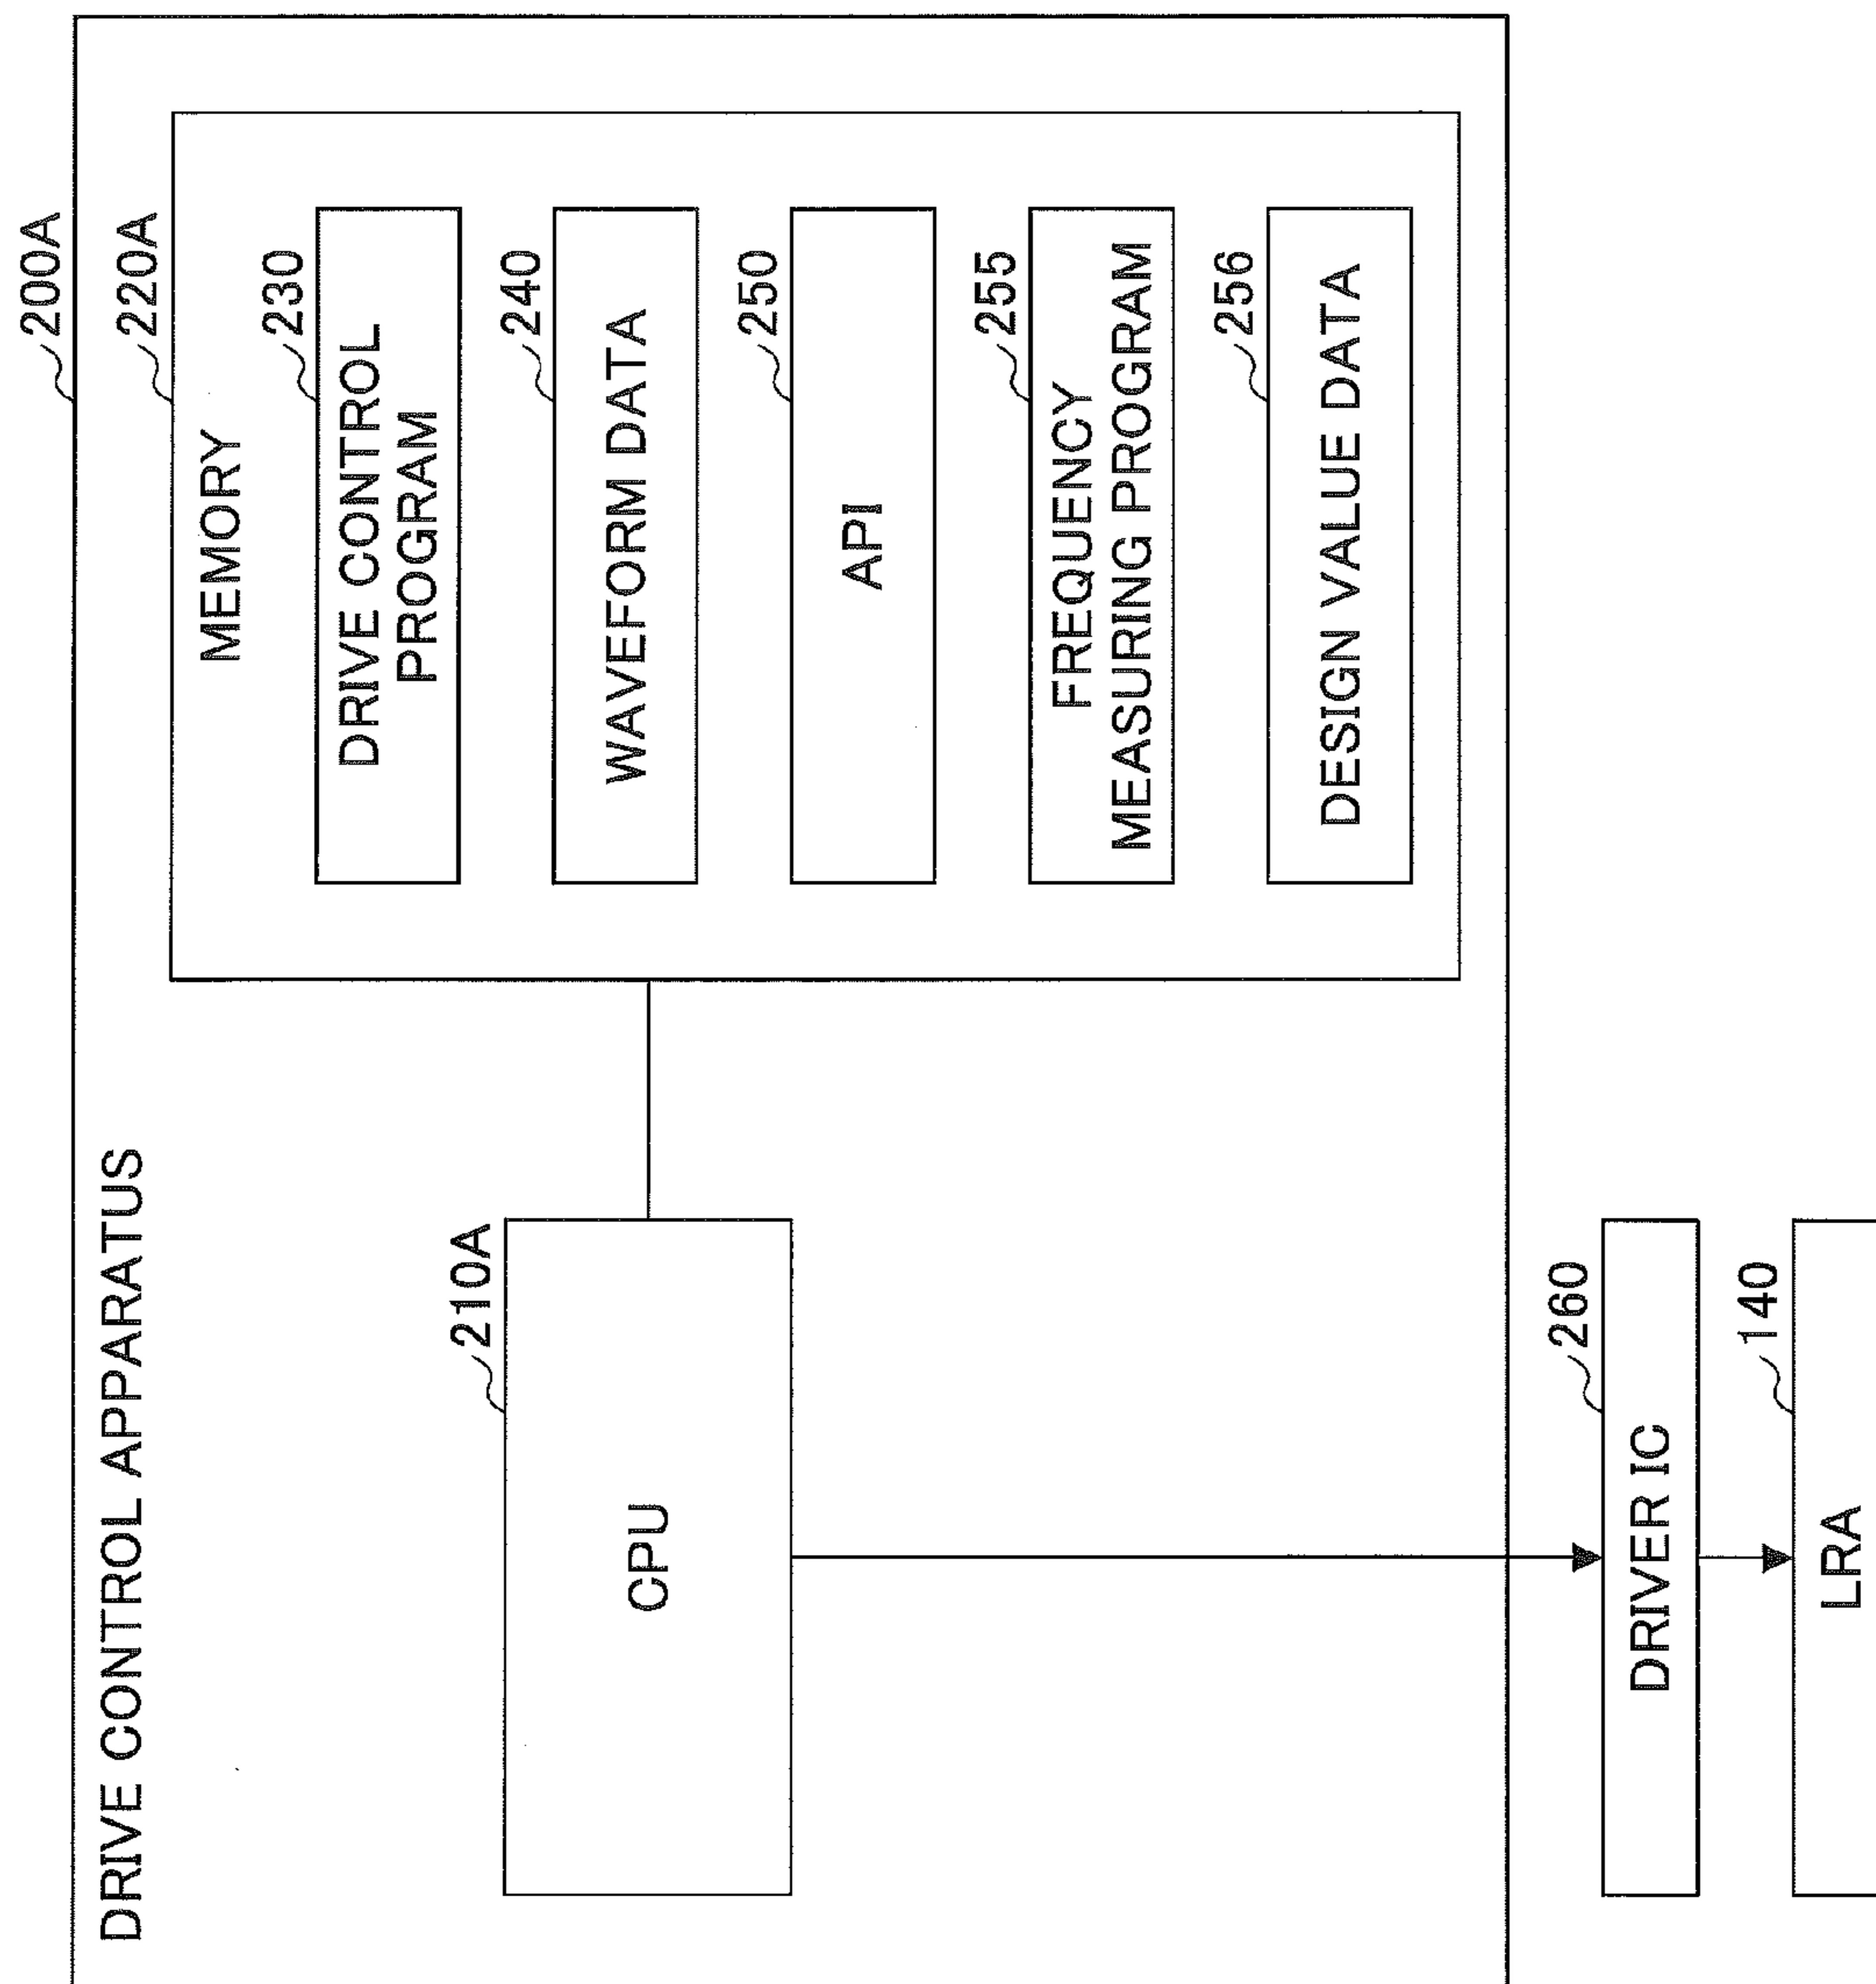 DRIVE CONTROL APPARATUS
200A
210A
CPU
220A
MEMORY
230
DRIVE CONTROL
PROGRAM
240
WAVEFORM DATA
250
API
255
FREQUENCY
MEASURING PROGRAM
256
DESIGN VALUE DATA
260
DRIVER IC
140
LRA